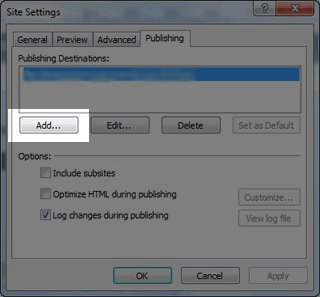 Site Settings
General Preview Advanced Publishing
Publishing Destinations:
Add... Edit... Delete Set as Default
Options:
Include subsites
Optimize HTML during publishing Customize...
Log changes during publishing View log file
OK Cancel Apply